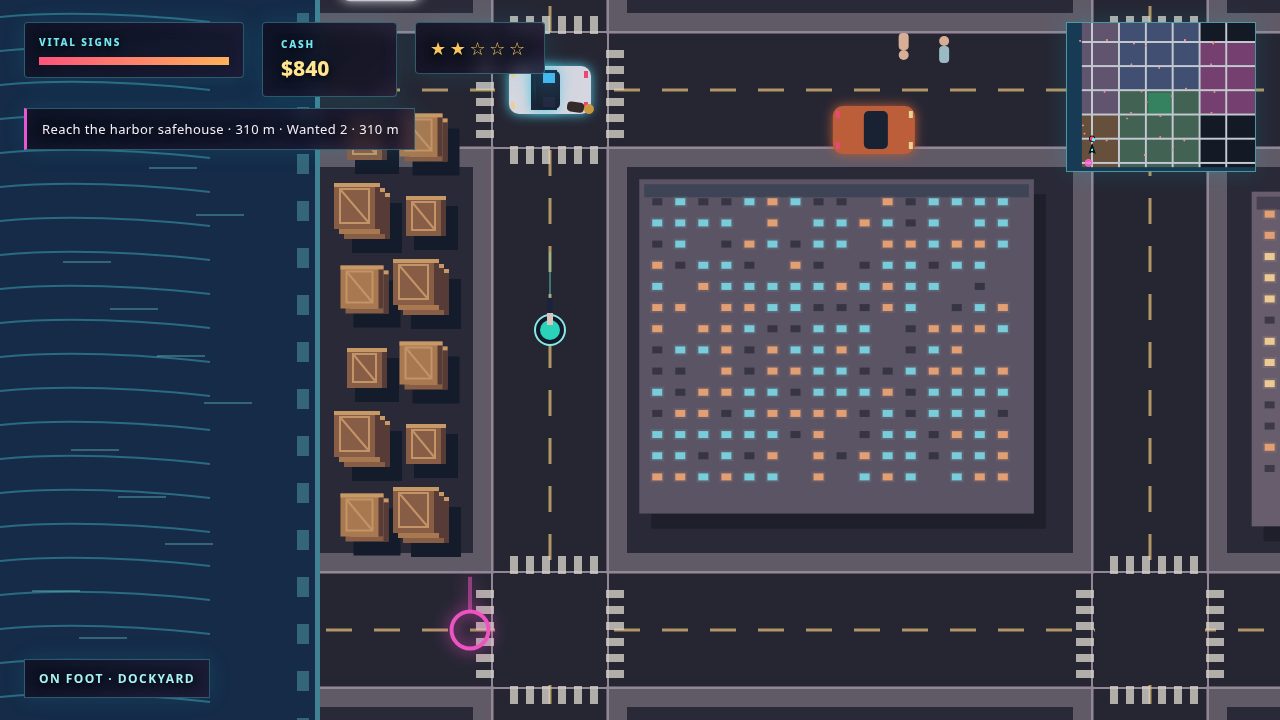 VITAL SIGNS
CASH
$840
★★☆☆☆
Reach the harbor safehouse · 310 m · Wanted 2 · 310 m
ON FOOT · DOCKYARD